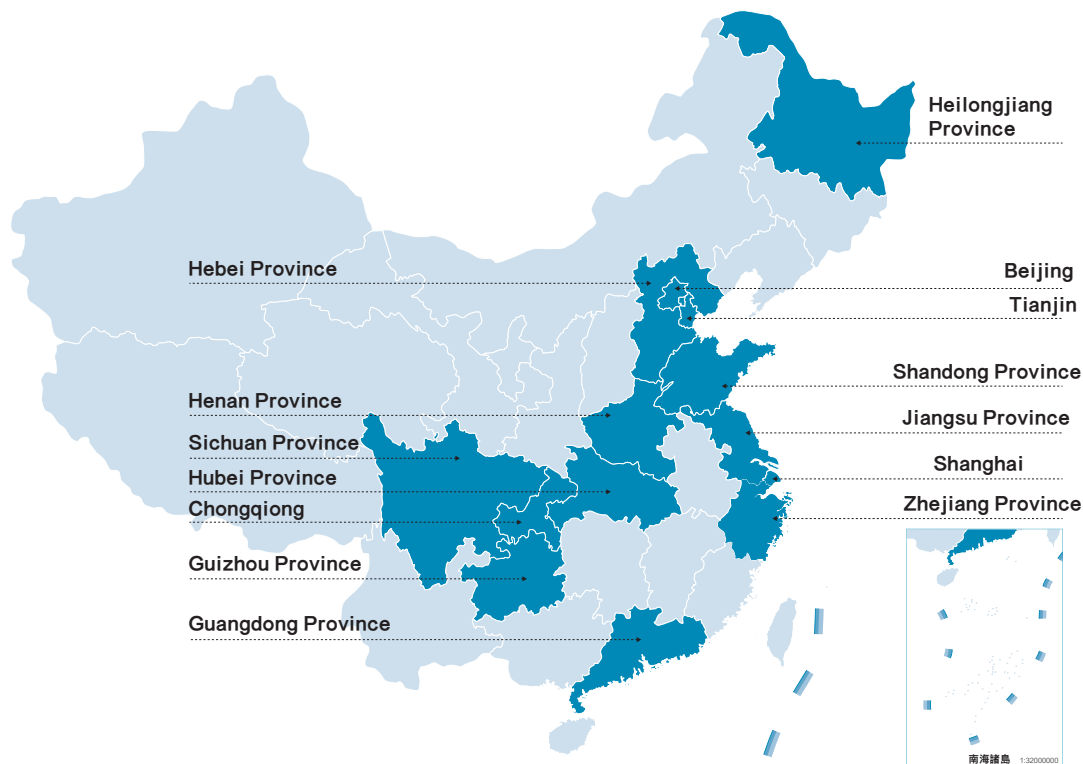 Heilongjiang
Province
Hebei Province
Beijing
Tianjin
Shandong Province
Henan Province
Jiangsu Province
Sichuan Province
Shanghai
Hubei Province
Zhejiang Province
Chongqiong
Guizhou Province
Guangdong Province
南海諸島 1:32000000